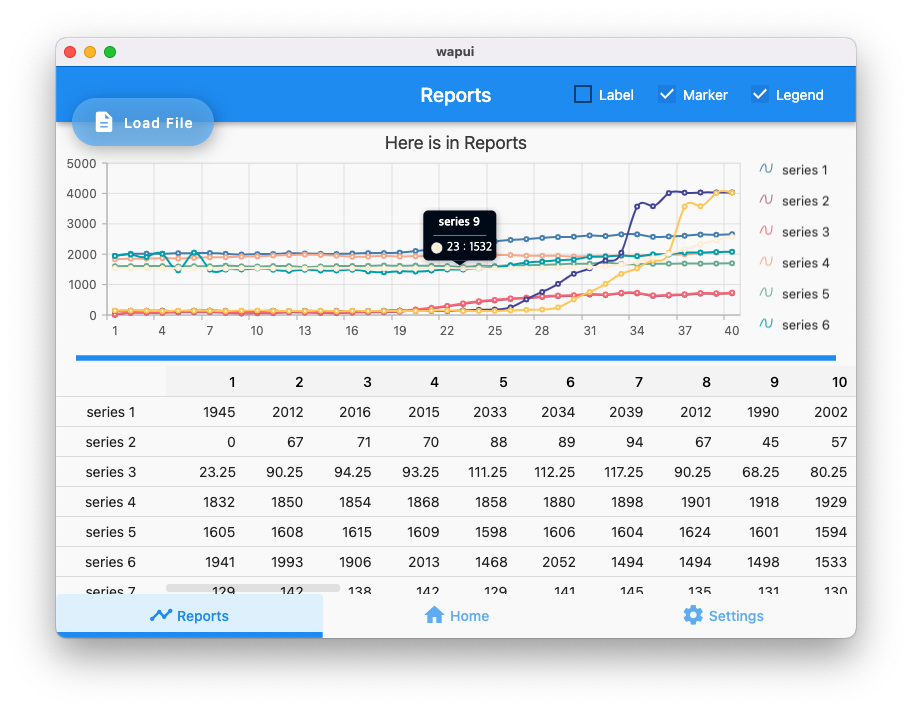 wapui
Reports
Label
Marker
Legend
Load File
Here is in Reports
5000
4000
3000
2000
1000
0
1 4 7 10 13 16 19 22 25 28 31 34 37 40
series 9
23 : 1532
series 1
series 2
series 3
series 4
series 5
series 6
1 2 3 4 5 6 7 8 9 10
series 1 1945 2012 2016 2015 2033 2034 2039 2012 1990 2002
series 2 0 67 71 70 88 89 94 67 45 57
series 3 23.25 90.25 94.25 93.25 111.25 112.25 117.25 90.25 68.25 80.25
series 4 1832 1850 1854 1868 1858 1880 1898 1901 1918 1929
series 5 1605 1608 1615 1609 1598 1606 1604 1624 1601 1594
series 6 1941 1993 1906 2013 1468 2052 1494 1494 1498 1533
series 7 129 142 138 142 129 141 145 135 131 130
Reports
Home
Settings